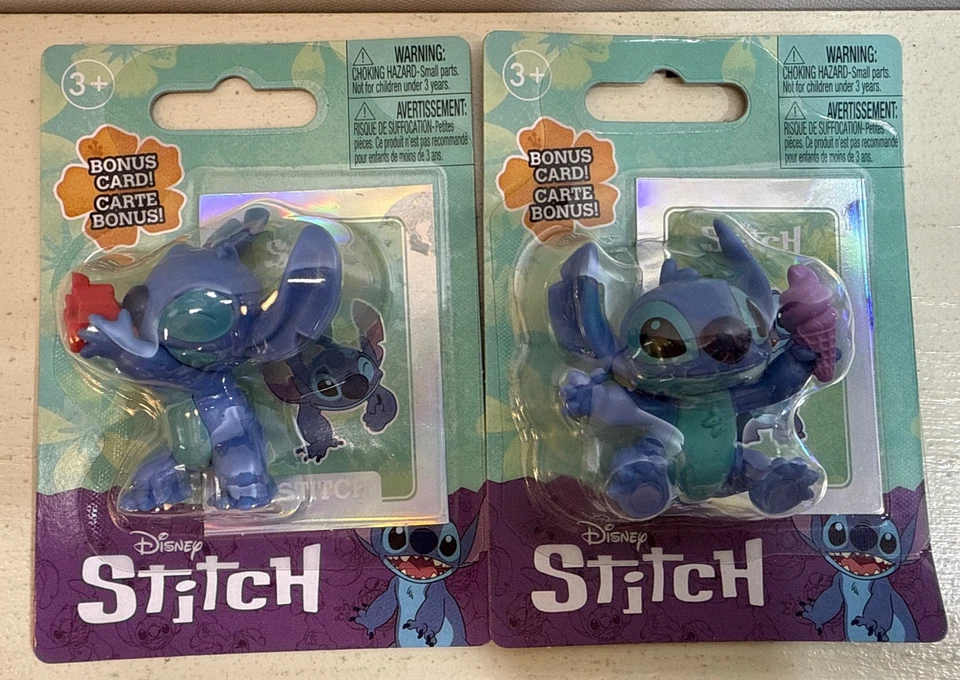 3+
WARNING:
CHOKING HAZARD-Small parts.
Not for children under 3 years.
AVERTISSEMENT:
RISQUE DE SUFFOCATION-Petites
pièces. Ce produit n'est pas recommandé
pour enfants de moins de 3 ans.
BONUS
CARD!
CARTE
BONUS!
STITCH
DISNEY
STITCH
3+
WARNING:
CHOKING HAZARD-Small parts.
Not for children under 3 years.
AVERTISSEMENT:
RISQUE DE SUFFOCATION-Petites
pièces. Ce produit n'est pas recommandé
pour enfants de moins de 3 ans.
BONUS
CARD!
CARTE
BONUS!
STITCH
DISNEY
STITCH